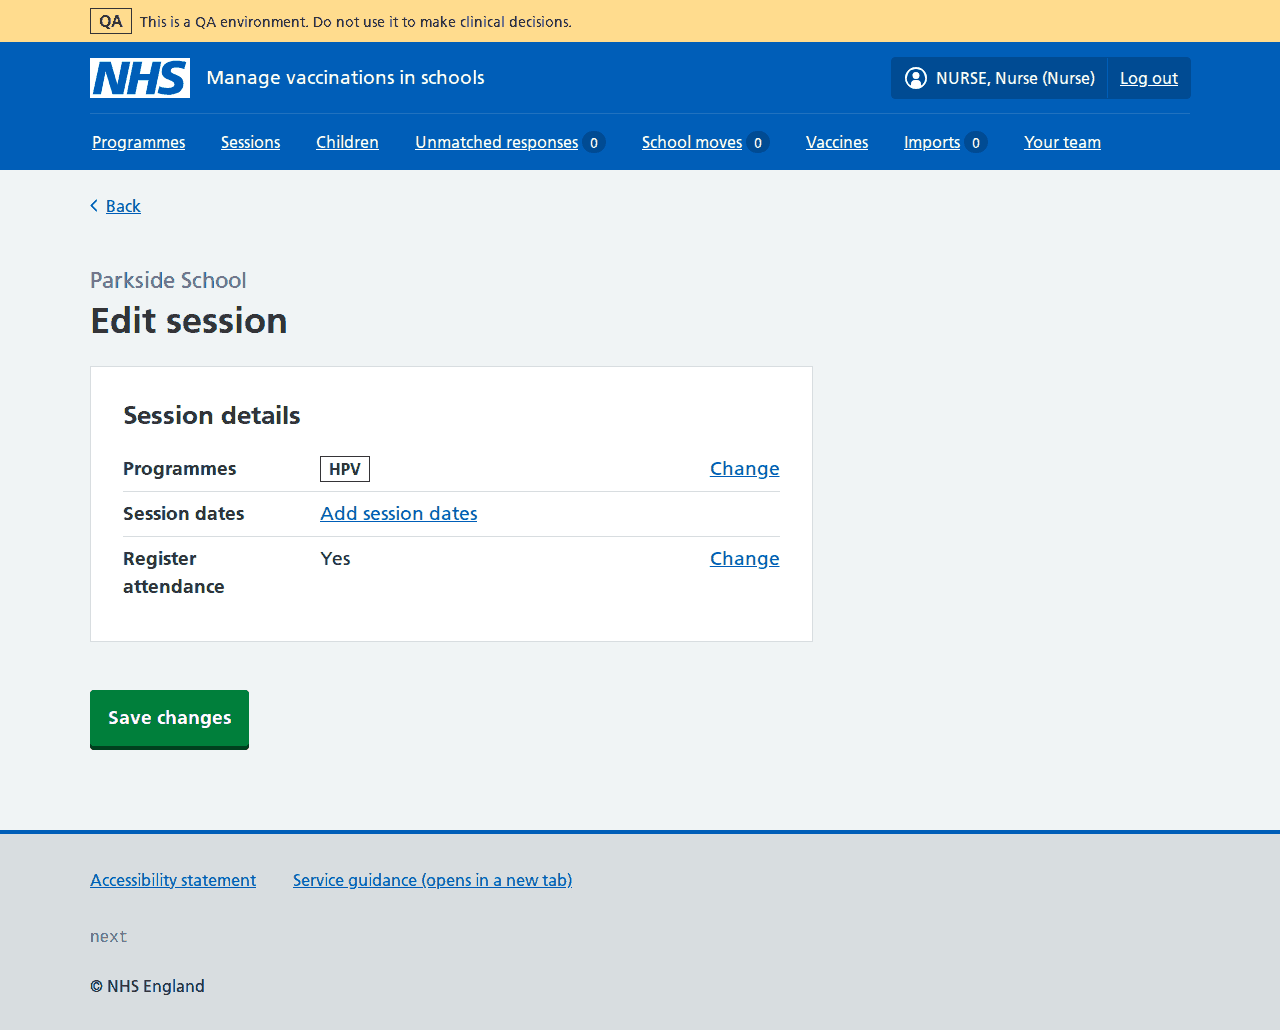 QA This is a QA environment. Do not use it to make clinical decisions.
NHS Manage vaccinations in schools NURSE, Nurse (Nurse) Log out
Programmes Sessions Children Unmatched responses 0 School moves 0 Vaccines Imports 0 Your team
Back
Parkside School
Edit session
Session details
Programmes HPV Change
Session dates Add session dates
Register Yes Change
attendance
Save changes
Accessibility statement Service guidance (opens in a new tab)
next
© NHS England